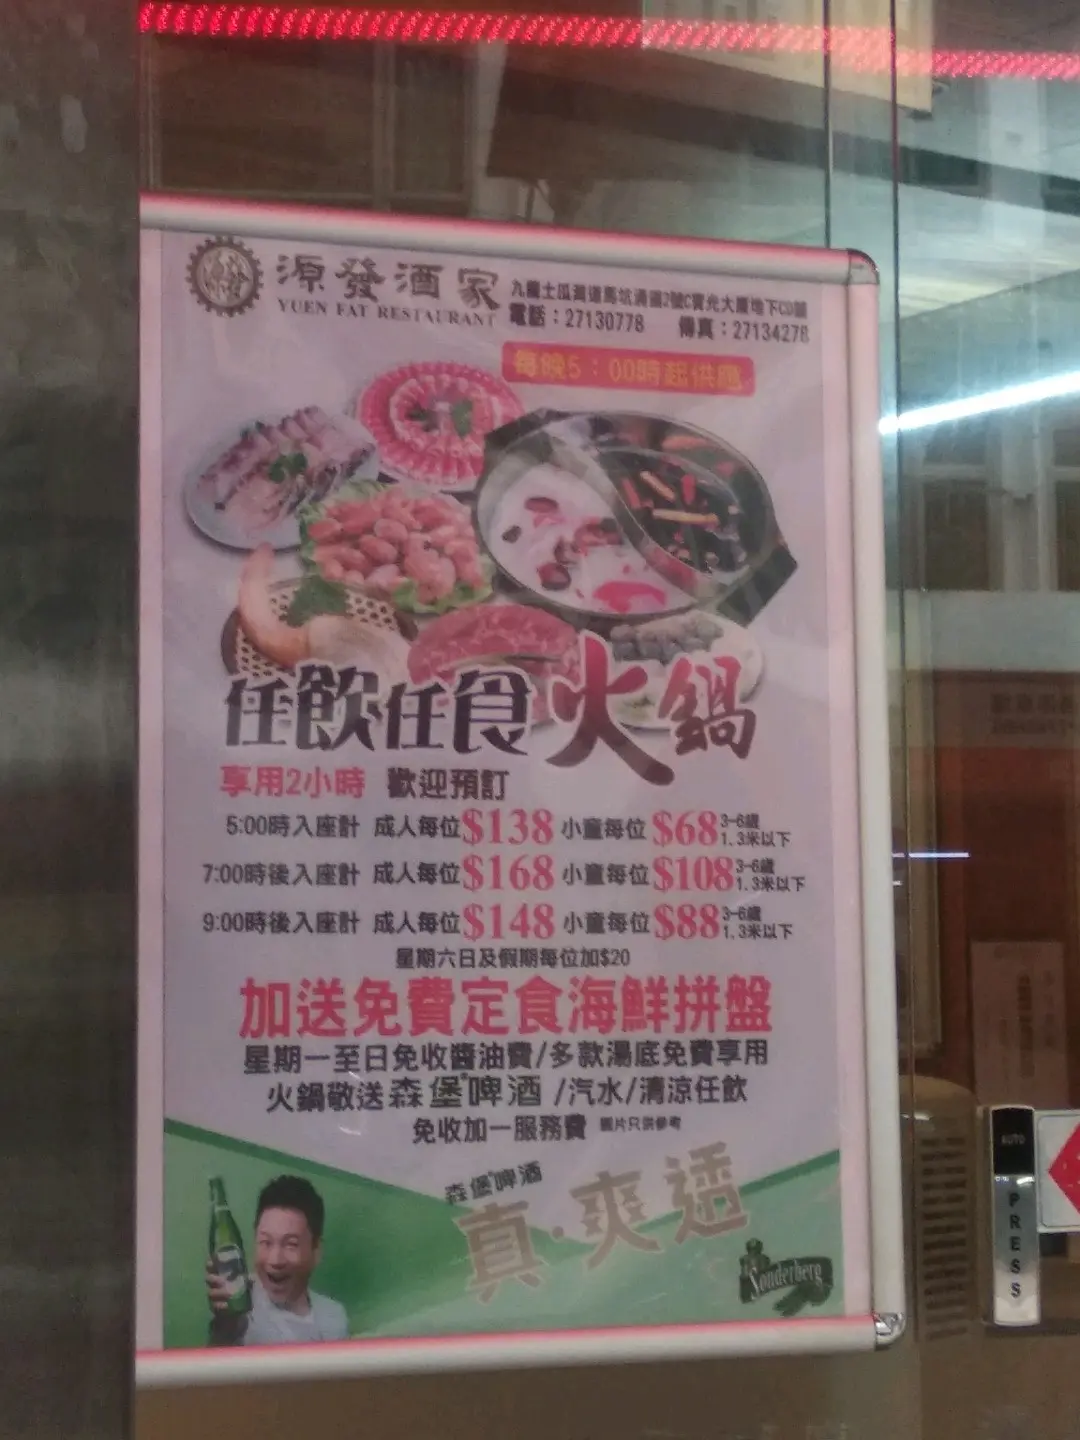 源發酒家
YUEN FAT RESTAURANT
九龍土瓜灣道馬坑涌道2號C寶光大廈地下CD舖
電話：27130778 傳真：27134278
每晚5：00時起供應
任飲任食火鍋
享用2小時 歡迎預訂
5:00時入座計 成人每位$138 小童每位$68 3-6歲 1.3米以下
7:00時後入座計 成人每位$168 小童每位$108 3-6歲 1.3米以下
9:00時後入座計 成人每位$148 小童每位$88 3-6歲 1.3米以下
星期六日及假期每位加$20
加送免費定食海鮮拼盤
星期一至日免收醬油費/多款湯底免費享用
火鍋敬送森堡®啤酒/汽水/清涼任飲
免收加一服務費 圖片只供參考
森堡®啤酒
真·爽透
Sonderberg
AUTO
PRESS